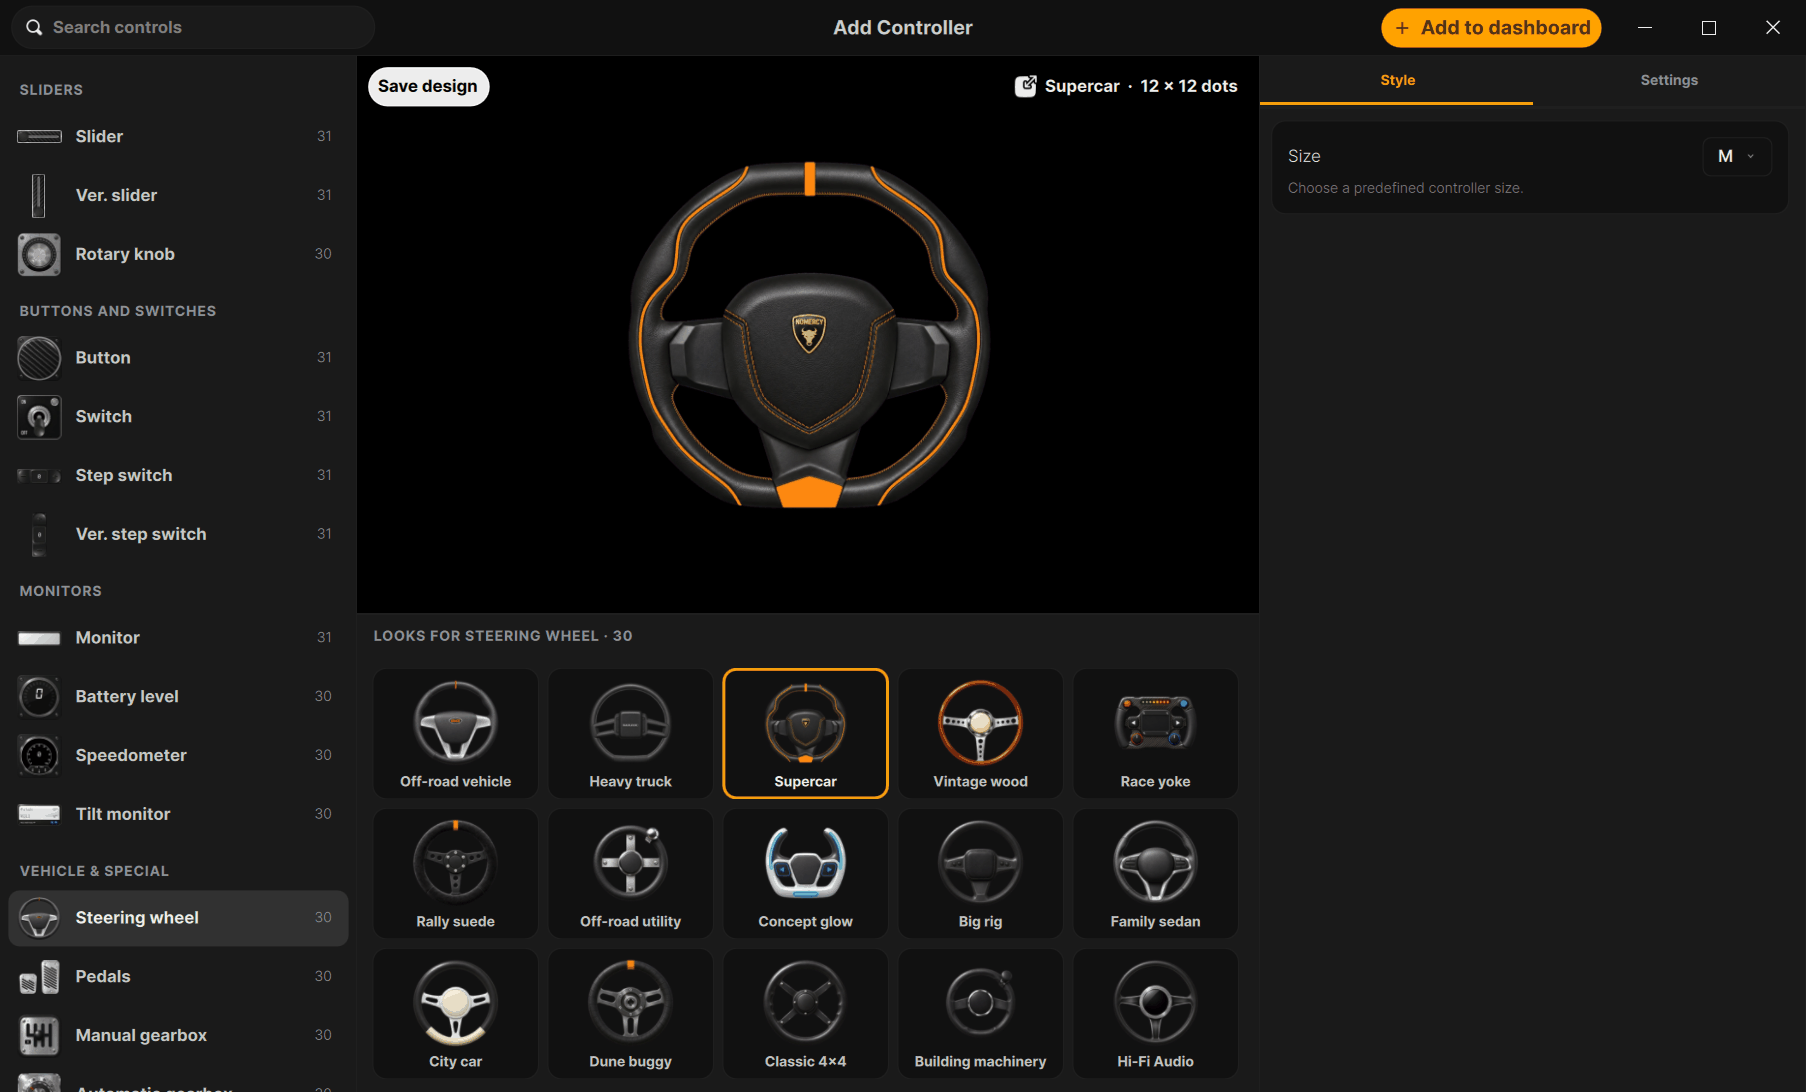 Search controls
Add Controller
+ Add to dashboard
SLIDERS
Slider 31
Ver. slider 31
Rotary knob 30
BUTTONS AND SWITCHES
Button 31
Switch 31
Step switch 31
Ver. step switch 31
MONITORS
Monitor 31
Battery level 30
Speedometer 30
Tilt monitor 30
VEHICLE & SPECIAL
Steering wheel 30
Pedals 30
Manual gearbox 30
Automatic gearbox 30
Save design
Supercar · 12 × 12 dots
NOMERCY
LOOKS FOR STEERING WHEEL · 30
Off-road vehicle
Heavy truck
Supercar
Vintage wood
Race yoke
Rally suede
Off-road utility
Concept glow
Big rig
Family sedan
City car
Dune buggy
Classic 4×4
Building machinery
Hi-Fi Audio
Style
Settings
Size
M
Choose a predefined controller size.